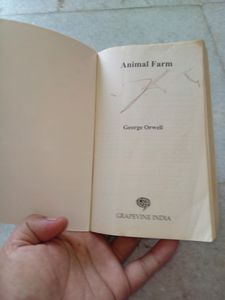 Animal Farm
George Orwell
GRAPEVINE INDIA